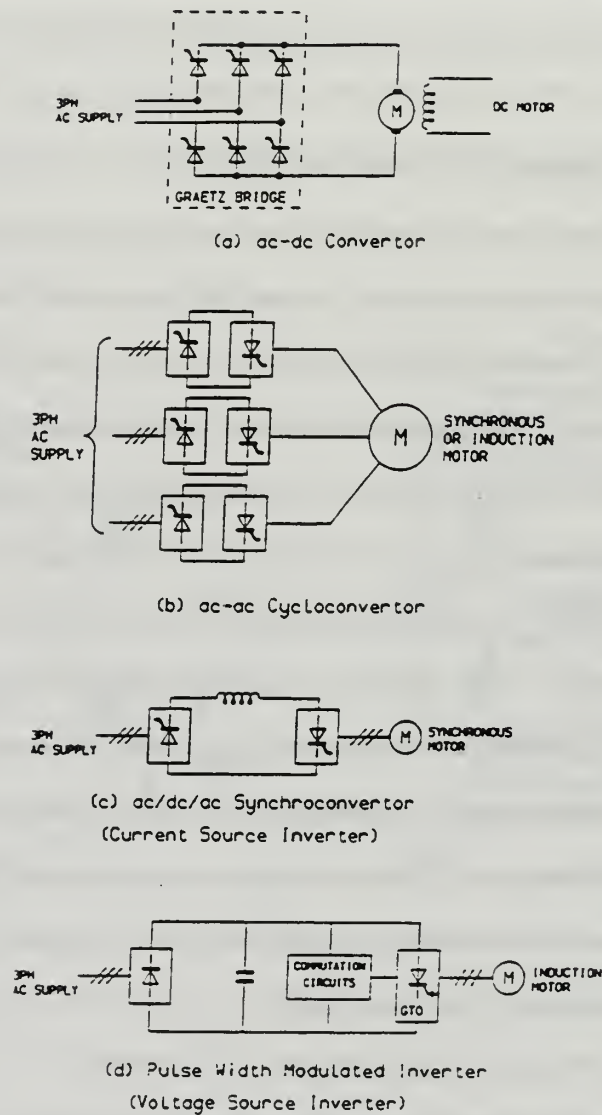 3PH
AC SUPPLY
M
DC MOTOR
GRAETZ BRIDGE
(a) ac-dc Convertor
3PH
AC
SUPPLY
M
SYNCHRONOUS
OR INDUCTION
MOTOR
(b) ac-ac Cycloconvertor
3PH
AC SUPPLY
M
SYNCHRONOUS
MOTOR
(c) ac/dc/ac Synchroconvertor
(Current Source Inverter)
3PH
AC SUPPLY
COMMUTATION
CIRCUITS
GTO
M
INDUCTION
MOTOR
(d) Pulse Width Modulated Inverter
(Voltage Source Inverter)